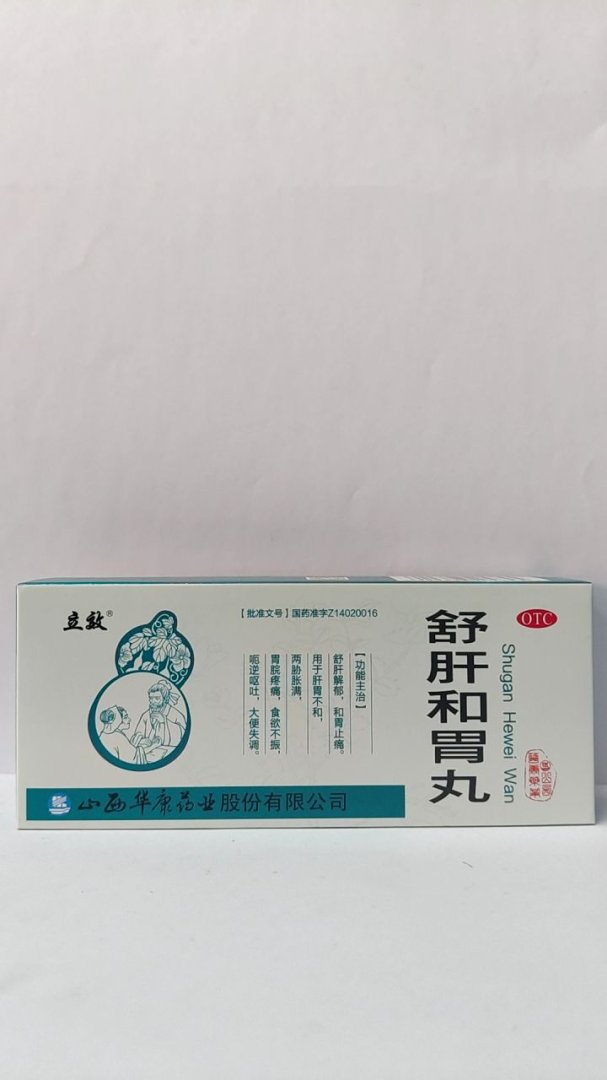 立效®
【批准文号】国药准字Z14020016
【功能主治】
舒肝解郁，和胃止痛。
用于肝胃不和，
两胁胀满，
胃脘疼痛，食欲不振，
呃逆呕吐，大便失调。
舒肝和胃丸
Shugan Hewei Wan
OTC
山西华康药业股份有限公司